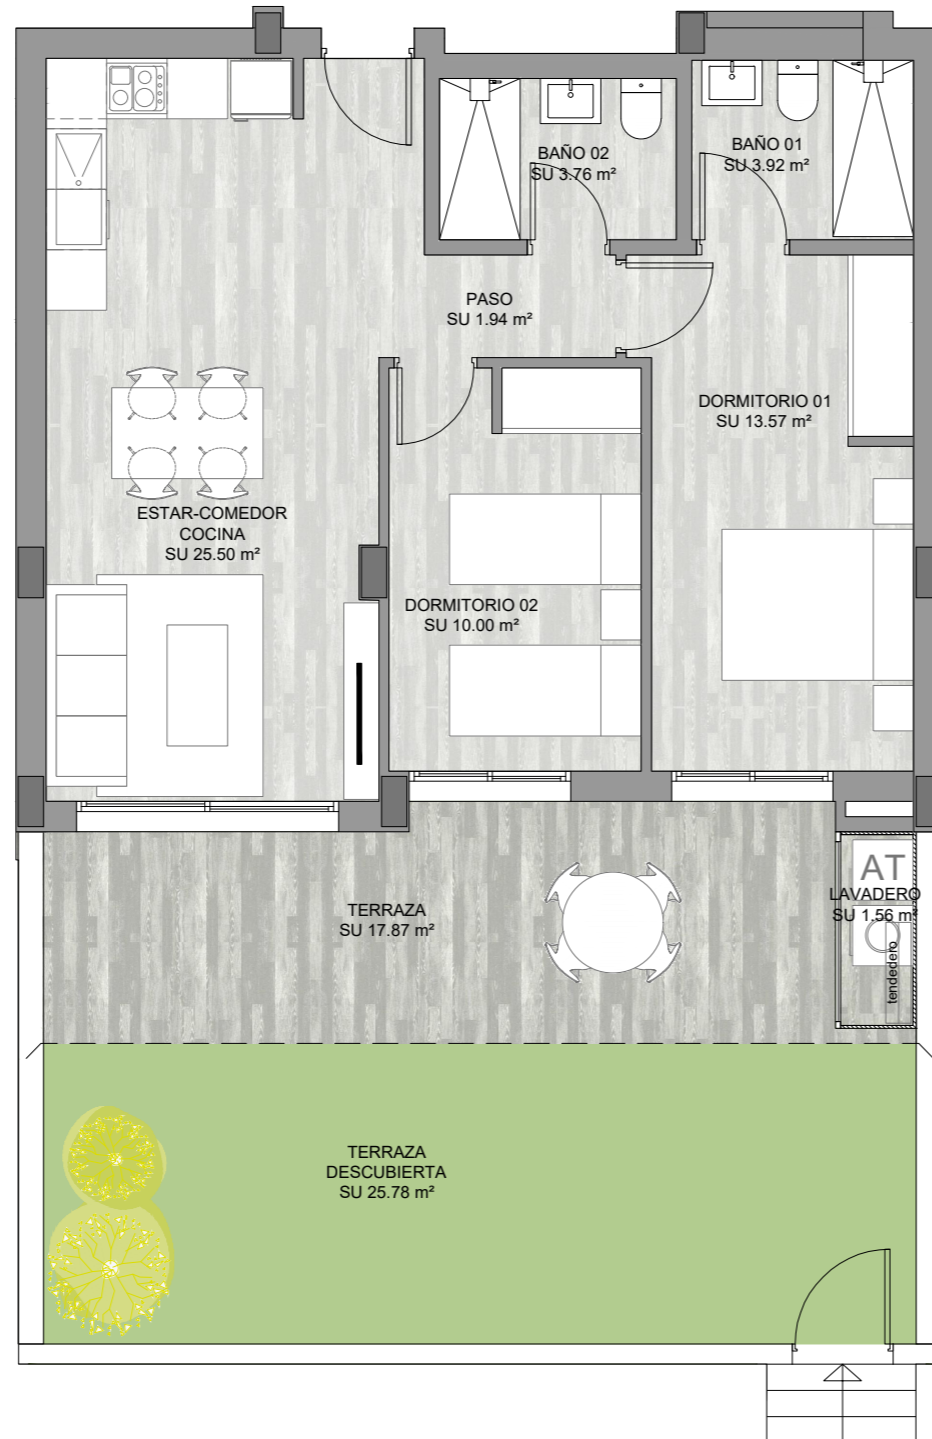 BAÑO 02
SU 3.76 m²
BAÑO 01
SU 3.92 m²
PASO
SU 1.94 m²
DORMITORIO 01
SU 13.57 m²
ESTAR-COMEDOR
COCINA
SU 25.50 m²
DORMITORIO 02
SU 10.00 m²
AT
LAVADERO
SU 1.56 m²
tendedero
TERRAZA
SU 17.87 m²
TERRAZA
DESCUBIERTA
SU 25.78 m²